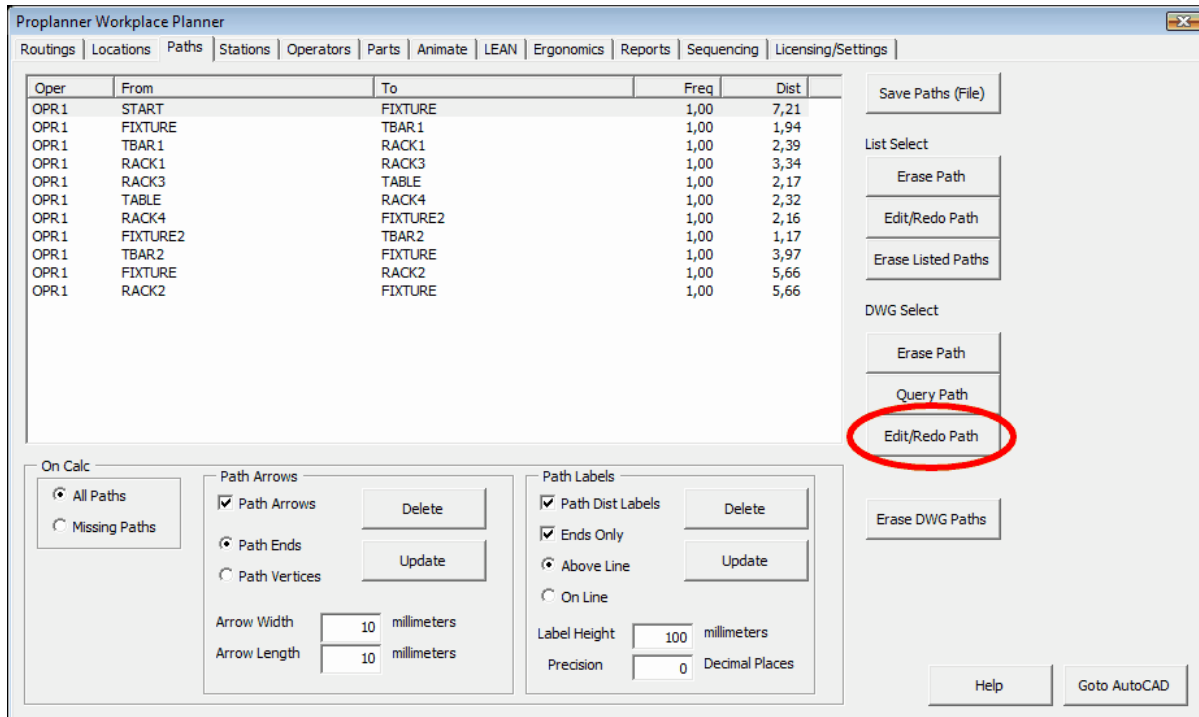 Proplanner Workplace Planner
Routings Locations Paths Stations Operators Parts Animate LEAN Ergonomics Reports Sequencing Licensing/Settings
Oper From To Freq Dist
OPR1 START FIXTURE 1,00 7,21
OPR1 FIXTURE TBAR1 1,00 1,94
OPR1 TBAR1 RACK1 1,00 2,39
OPR1 RACK1 RACK3 1,00 3,34
OPR1 RACK3 TABLE 1,00 2,17
OPR1 TABLE RACK4 1,00 2,32
OPR1 RACK4 FIXTURE2 1,00 2,16
OPR1 FIXTURE2 TBAR2 1,00 1,17
OPR1 TBAR2 FIXTURE 1,00 3,97
OPR1 FIXTURE RACK2 1,00 5,66
OPR1 RACK2 FIXTURE 1,00 5,66
Save Paths (File)
List Select
Erase Path
Edit/Redo Path
Erase Listed Paths
DWG Select
Erase Path
Query Path
Edit/Redo Path
Erase DWG Paths
On Calc
All Paths
Missing Paths
Path Arrows
Path Arrows
Delete
Path Ends
Update
Path Vertices
Arrow Width 10 millimeters
Arrow Length 10 millimeters
Path Labels
Path Dist Labels
Delete
Ends Only
Above Line
Update
On Line
Label Height 100 millimeters
Precision 0 Decimal Places
Help
Goto AutoCAD